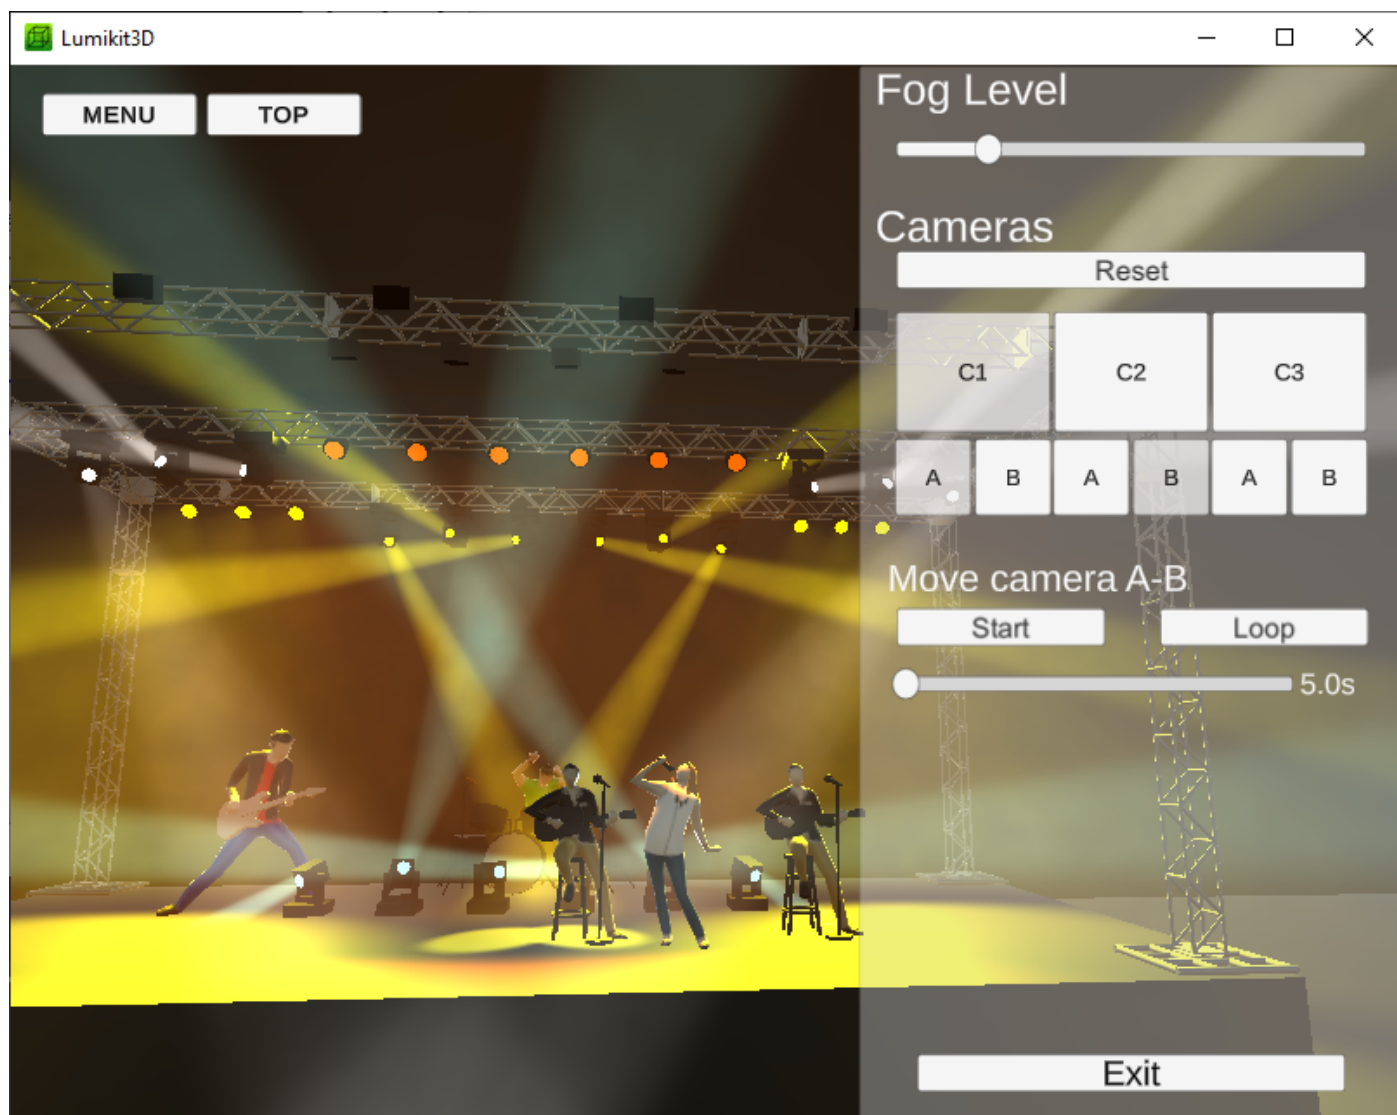 Lumikit3D
MENU TOP
Fog Level
Cameras
Reset
C1 C2 C3
A B A B A B
Move camera A-B
Start Loop
5.0s
Exit